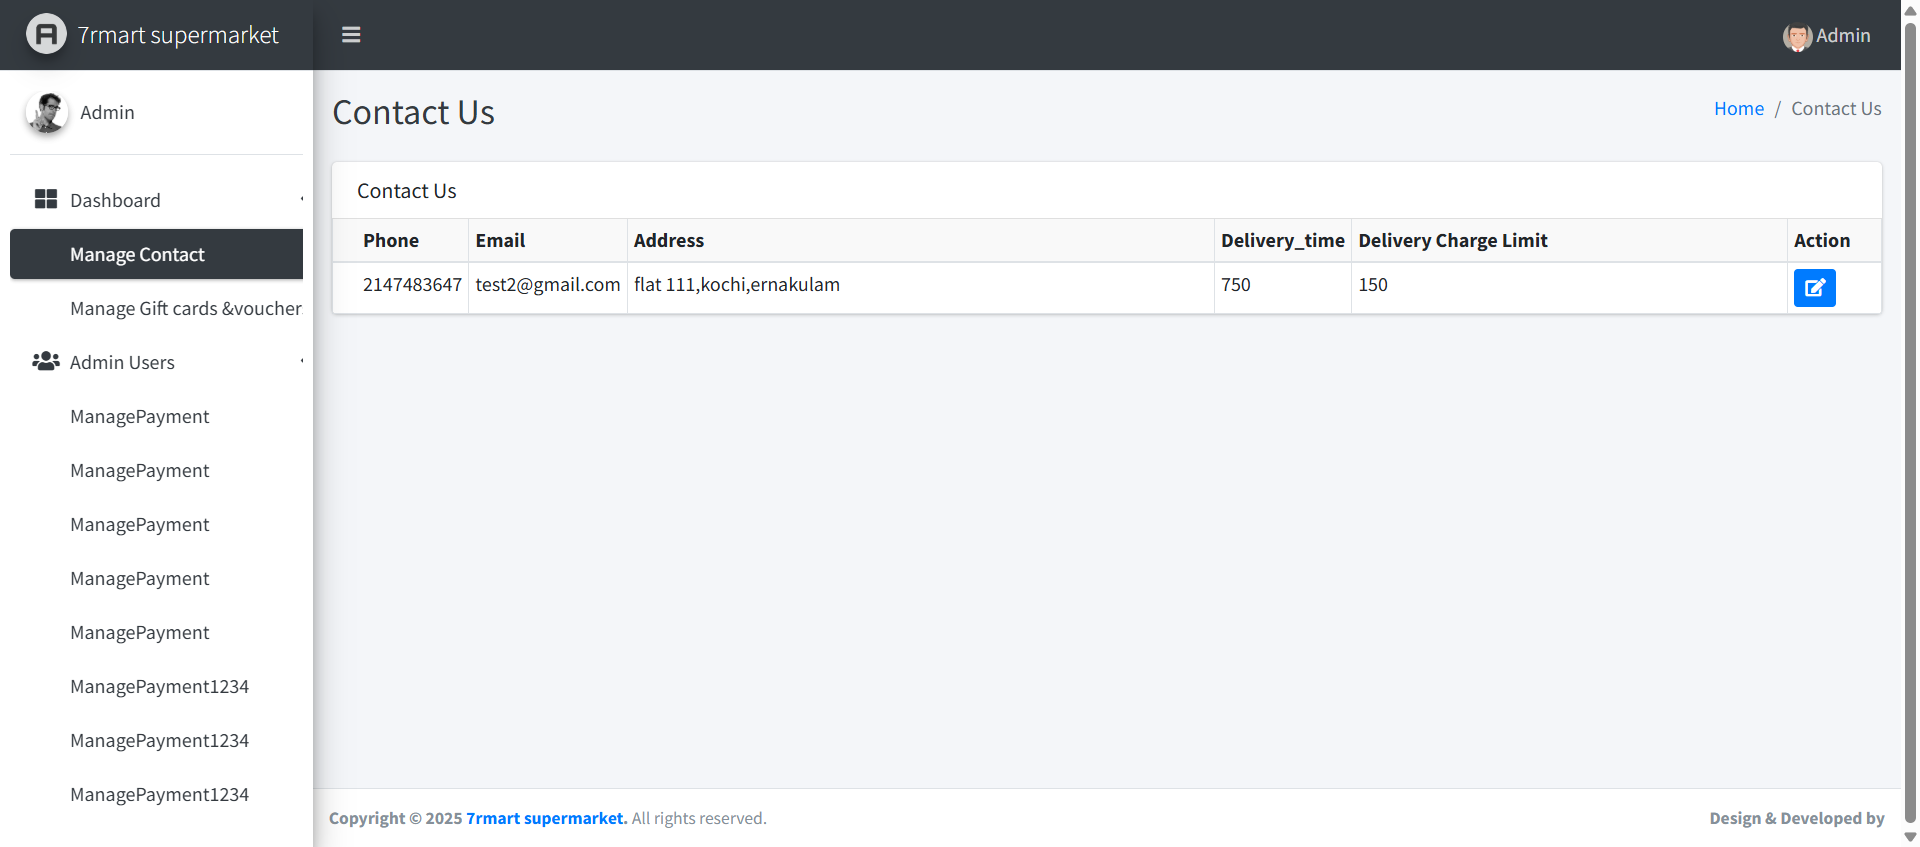 7rmart supermarket
Admin
Admin
Dashboard
Manage Contact
Manage Gift cards &voucher
Admin Users
ManagePayment
ManagePayment
ManagePayment
ManagePayment
ManagePayment
ManagePayment1234
ManagePayment1234
ManagePayment1234
Contact Us
Home / Contact Us
Contact Us
Phone Email Address Delivery_time Delivery Charge Limit Action
2147483647 test2@gmail.com flat 111,kochi,ernakulam 750 150
Copyright © 2025 7rmart supermarket. All rights reserved.
Design & Developed by